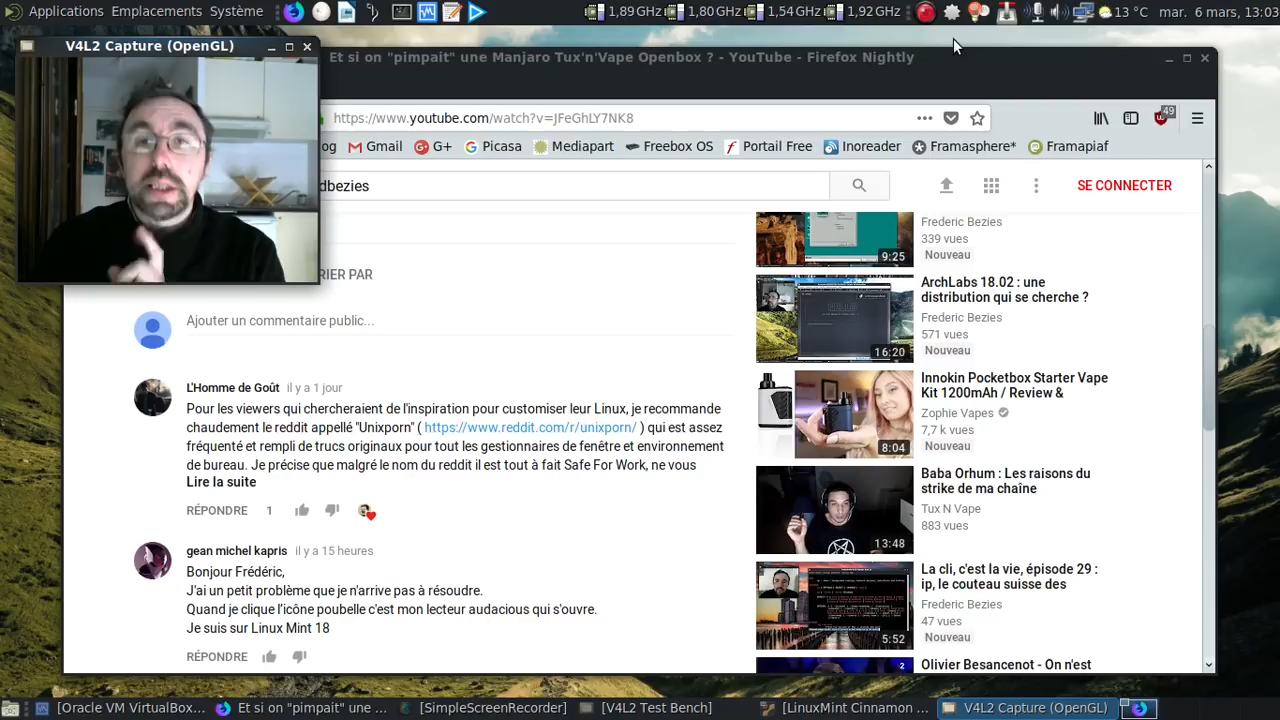 Applications Emplacements Système
1,89 GHz 1,80 GHz 1,54 GHz 1,92 GHz
13 °C mar. 6 mars, 13:03
V4L2 Capture (OpenGL)
Et si on "pimpait" une Manjaro Tux'n'Vape Openbox ? - YouTube - Firefox Nightly
https://www.youtube.com/watch?v=JFeGhLY7NK8
49
og Gmail G+ Picasa Mediapart Freebox OS Portail Free Inoreader Framasphere* Framapiaf
dbezies
SE CONNECTER
RIER PAR
Ajouter un commentaire public...
L'Homme de Goût il y a 1 jour
Pour les viewers qui chercheraient de l'inspiration pour customiser leur Linux, je recommande
chaudement le reddit appellé "Unixporn" ( https://www.reddit.com/r/unixporn/ ) qui est assez
fréquenté et rempli de trucs originaux pour tout les gestionnaires de fenêtre et environnement
de bureau. Je précise que malgré le nom du reddit il est tout à fait Safe For Work, ne vous
Lire la suite
RÉPONDRE 1
gean michel kapris il y a 15 heures
Bonjour Frédéric,
J'ai un petit problème que je n'arrive pas à résoudre.
Quand je clique l'icone poubelle c'est mon lecteur audacious qui s'ouvre.
Je suis sur Linux Mint 18
RÉPONDRE
Frederic Bezies
339 vues
Nouveau
9:25
ArchLabs 18.02 : une
distribution qui se cherche ?
Frederic Bezies
571 vues
Nouveau
16:20
Innokin Pocketbox Starter Vape
Kit 1200mAh / Review &
Zophie Vapes
7,7 k vues
Nouveau
8:04
Baba Orhum : Les raisons du
strike de ma chaîne
Tux N Vape
883 vues
13:48
La cli, c'est la vie, épisode 29 :
ip, le couteau suisse des
Frederic Bezies
47 vues
Nouveau
5:52
Olivier Besancenot - On n'est
[Oracle VM VirtualBox... Et si on "pimpait" une ... [SimpleScreenRecorder] [V4L2 Test Bench] [LinuxMint Cinnamon ... V4L2 Capture (OpenGL)